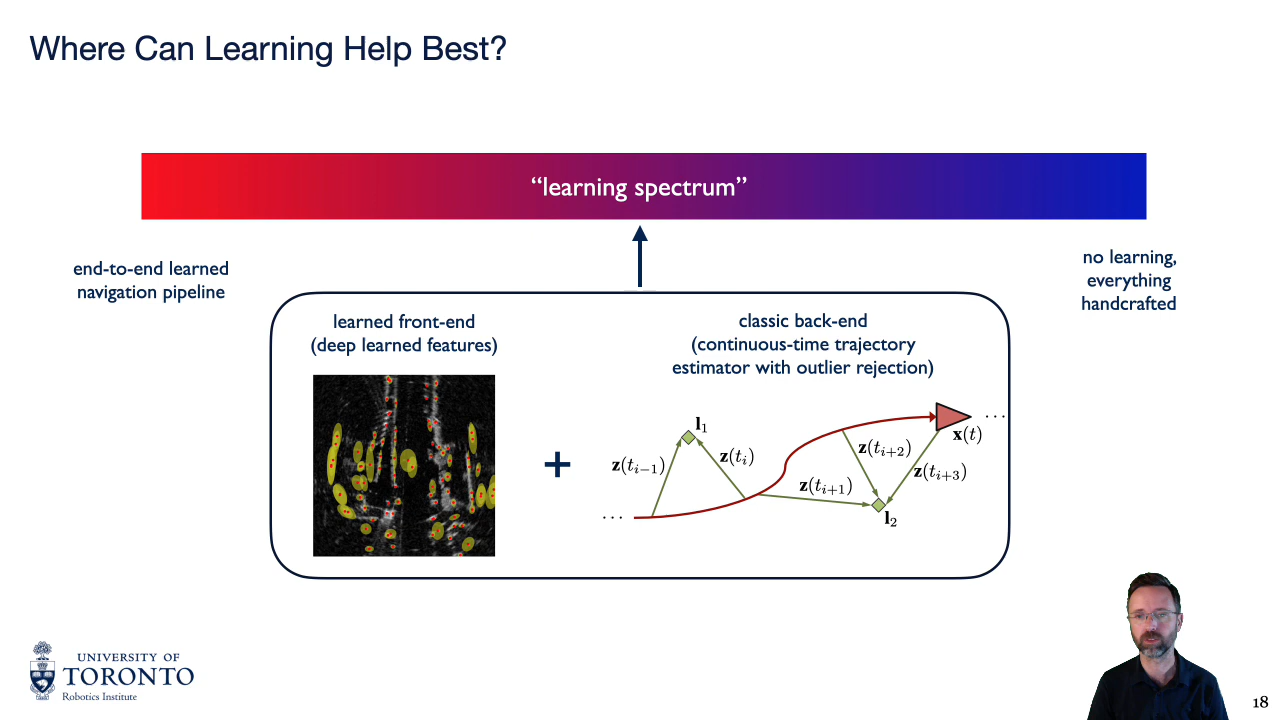 Where Can Learning Help Best?
“learning spectrum”
end-to-end learned
navigation pipeline
no learning,
everything
handcrafted
learned front-end
(deep learned features)
classic back-end
(continuous-time trajectory
estimator with outlier rejection)
+
l₁
z(tᵢ₋₁)
z(tᵢ)
z(tᵢ₊₁)
z(tᵢ₊₂)
z(tᵢ₊₃)
x(t)
l₂
···
···
UNIVERSITY OF
TORONTO
Robotics Institute
18